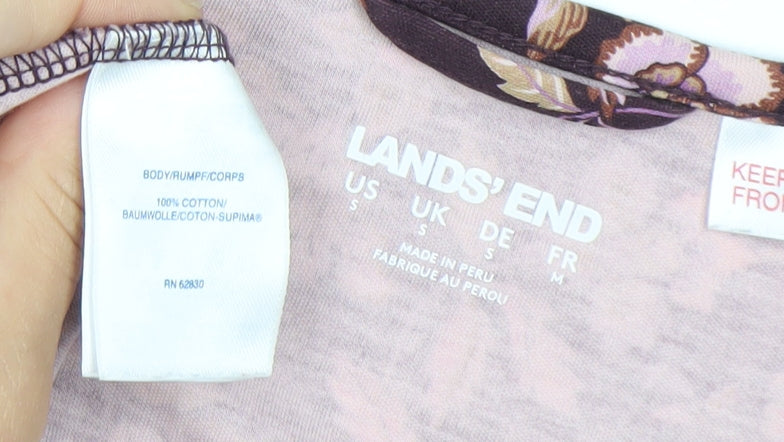 BODY/RUMPF/CORPS
100% COTTON/
BAUMWOLLE/COTON-SUPIMA®
RN 62830
LANDS' END
US UK DE FR
S S S M
MADE IN PERU
FABRIQUE AU PEROU
KEEP
FROM